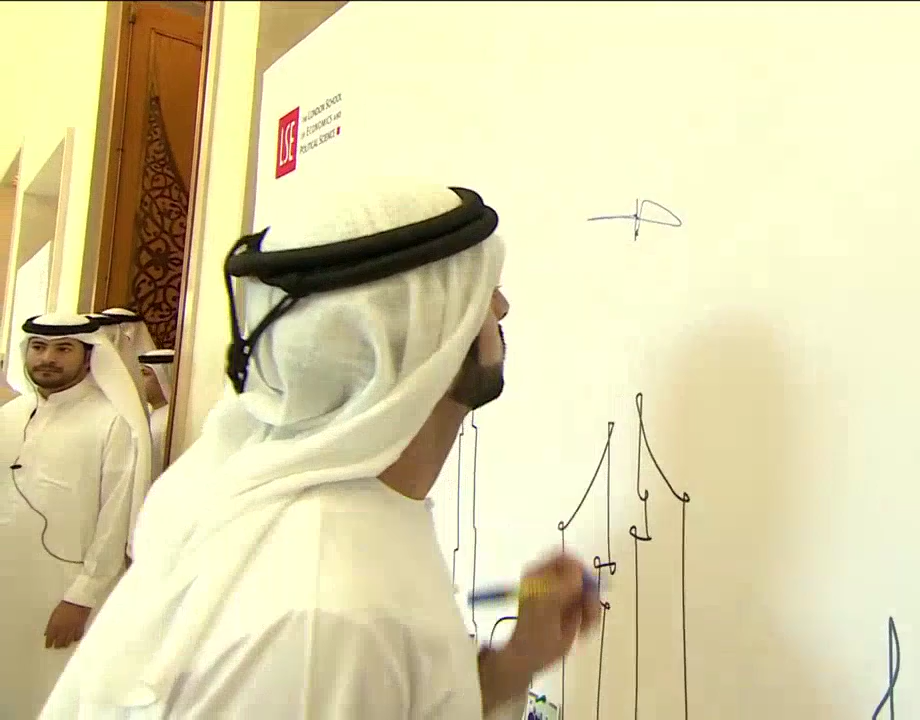 LSE
THE LONDON SCHOOL
OF ECONOMICS AND
POLITICAL SCIENCE